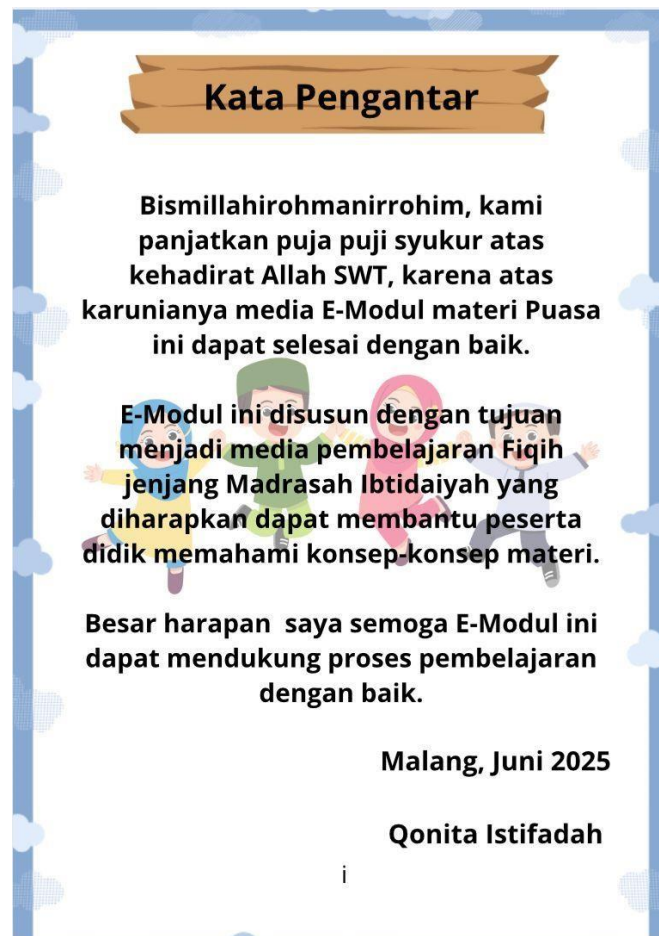 Kata Pengantar
Bismillahirohmanirrohim, kami
panjatkan puja puji syukur atas
kehadirat Allah SWT, karena atas
karunianya media E-Modul materi Puasa
ini dapat selesai dengan baik.
E-Modul ini disusun dengan tujuan
menjadi media pembelajaran Fiqih
jenjang Madrasah Ibtidaiyah yang
diharapkan dapat membantu peserta
didik memahami konsep-konsep materi.
Besar harapan  saya semoga E-Modul ini
dapat mendukung proses pembelajaran
dengan baik.
Malang, Juni 2025
Qonita Istifadah
i